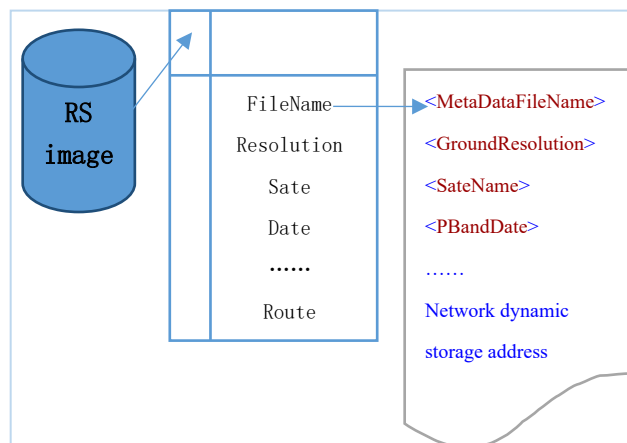 RS
image
FileName
Resolution
Sate
Date
......
Route
<MetaDataFileName>
<GroundResolution>
<SateName>
<PBandDate>
......
Network dynamic
storage address